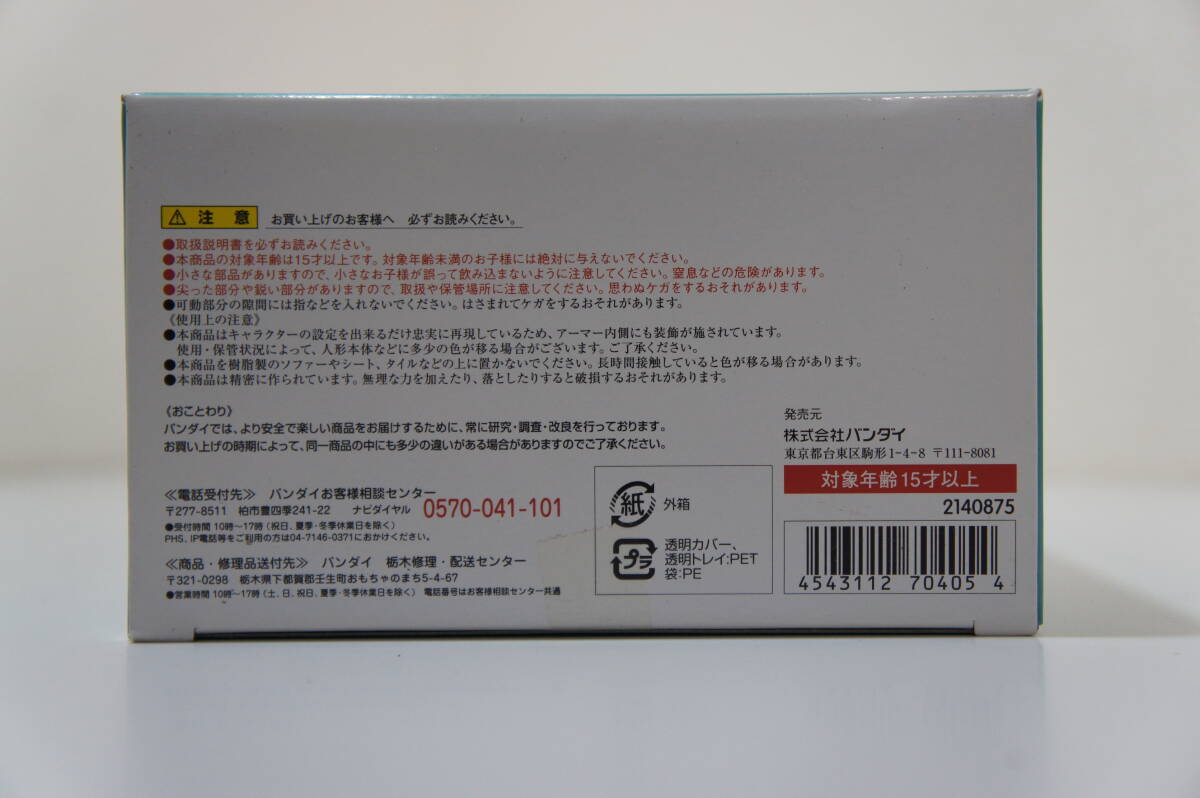 ⚠ 注意 お買い上げのお客様へ 必ずお読みください。
●取扱説明書を必ずお読みください。
●本商品の対象年齢は15才以上です。対象年齢未満のお子様には絶対に与えないでください。
●小さな部品がありますので、小さなお子様が誤って飲み込まないように注意してください。窒息などの危険があります。
●尖った部分や鋭い部分がありますので、取扱や保管場所に注意してください。思わぬケガをするおそれがあります。
●可動部分の隙間には指などを入れないでください。はさまれてケガをするおそれがあります。
《使用上の注意》
●本商品はキャラクターの設定を出来るだけ忠実に再現しているため、アーマー内側にも装飾が施されています。
使用・保管状況によって、人形本体などに多少の色が移る場合がございます。ご了承ください。
●本商品を樹脂製のソファーやシート、タイルなどの上に置かないでください。長時間接触していると色が移る場合があります。
●本商品は精密に作られています。無理な力を加えたり、落としたりすると破損するおそれがあります。
《おことわり》
バンダイでは、より安全で楽しい商品をお届けするために、常に研究・調査・改良を行っております。
お買い上げの時期によって、同一商品の中にも多少の違いがある場合がありますのでご了承ください。
≪電話受付先≫ バンダイお客様相談センター
〒277-8511 柏市豊四季241-22 ナビダイヤル 0570-041-101
●受付時間 10時〜17時(祝日、夏季・冬季休業日を除く)
PHS、IP電話等をご利用の方は04-7146-0371におかけください。
≪商品・修理品送付先≫ バンダイ 栃木修理・配送センター
〒321-0298 栃木県下都賀郡壬生町おもちゃのまち5-4-67
●営業時間 10時〜17時(土、日、祝日、夏季・冬季休業日を除く) 電話番号はお客様相談センター共通
紙 外箱
プラ 透明カバー、
透明トレイ:PET
袋:PE
発売元
株式会社バンダイ
東京都台東区駒形1-4-8 〒111-8081
対象年齢15才以上
2140875
4543112 70405 4